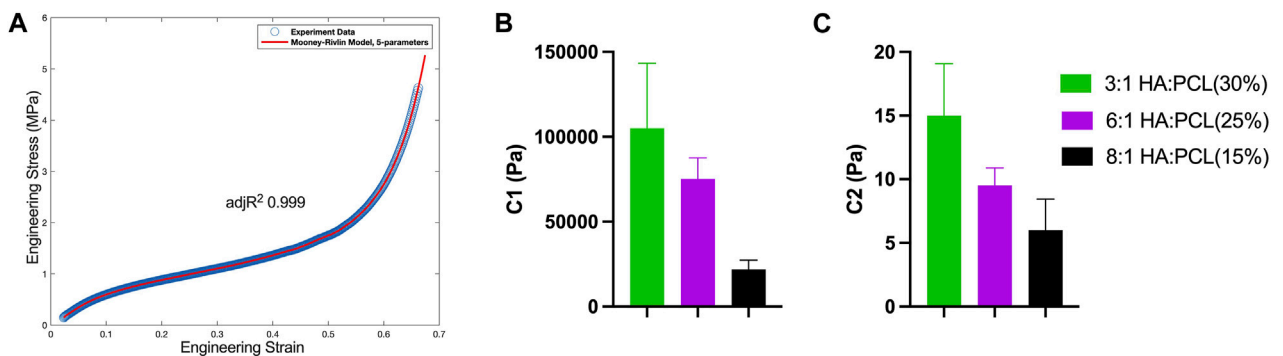 A
Engineering Stress (MPa)
6
5
4
3
2
1
0
0 0.1 0.2 0.3 0.4 0.5 0.6 0.7
Engineering Strain
Experiment Data
Mooney-Rivlin Model, 5-parameters
adjR² 0.999
B
C1 (Pa)
150000
100000
50000
0
C
C2 (Pa)
20
15
10
5
0
3:1 HA:PCL(30%)
6:1 HA:PCL(25%)
8:1 HA:PCL(15%)